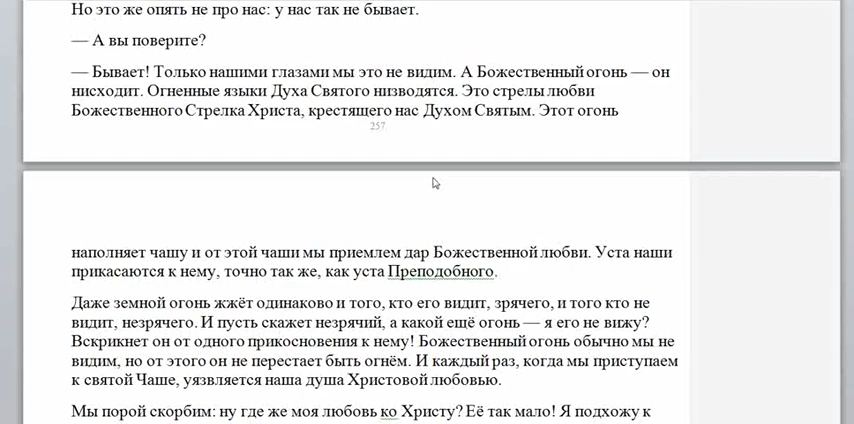 Но это же опять не про нас: у нас так не бывает.
— А вы поверите?
— Бывает! Только нашими глазами мы это не видим. А Божественный огонь — он
нисходит. Огненные языки Духа Святого низводятся. Это стрелы любви
Божественного Стрелка Христа, крестящего нас Духом Святым. Этот огонь
257
наполняет чашу и от этой чаши мы приемлем дар Божественной любви. Уста наши
прикасаются к нему, точно так же, как уста Преподобного.
Даже земной огонь жжёт одинаково и того, кто его видит, зрячего, и того кто не
видит, незрячего. И пусть скажет незрячий, а какой ещё огонь — я его не вижу?
Вскрикнет он от одного прикосновения к нему! Божественный огонь обычно мы не
видим, но от этого он не перестает быть огнём. И каждый раз, когда мы приступаем
к святой Чаше, уязвляется наша душа Христовой любовью.
Мы порой скорбим: ну где же моя любовь ко Христу? Её так мало! Я подхожу к